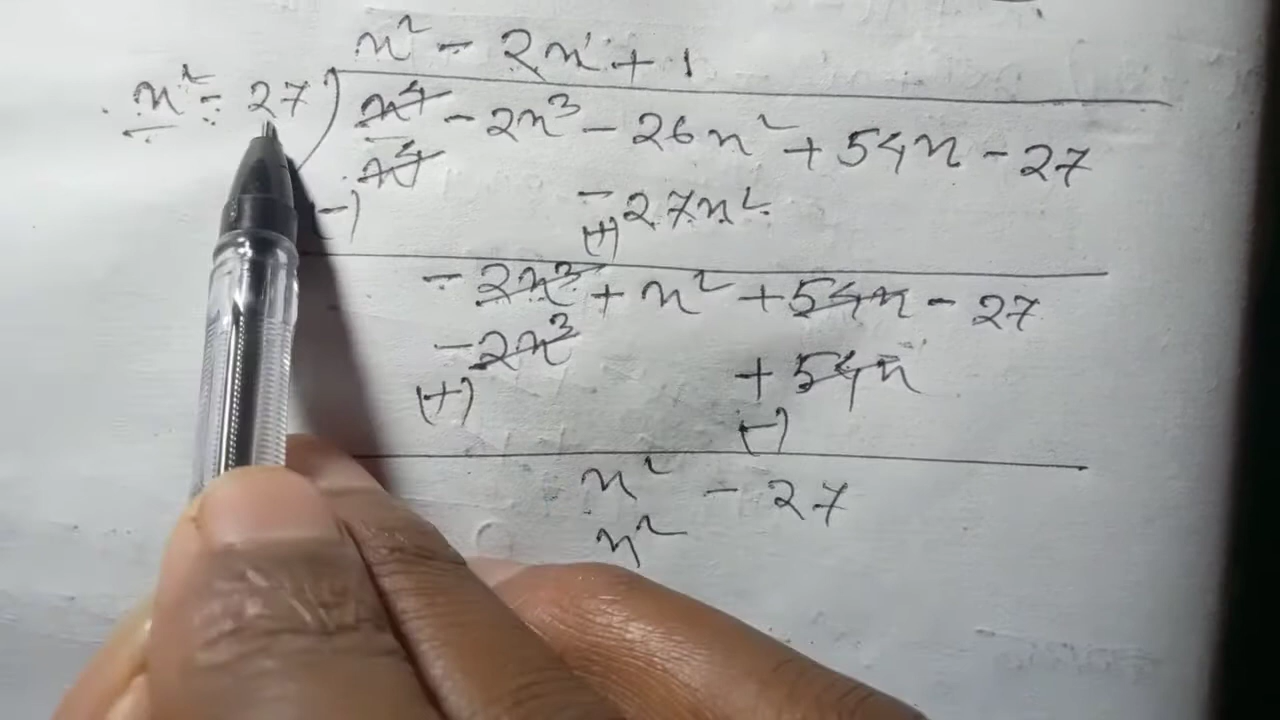 x² - 2x + 1
x² - 27 ) x⁴ - 2x³ - 26x² + 54x - 27
x⁴ - 27x²
(-) (+)
- 2x³ + x² + 54x - 27
- 2x³ + 54x
(+) (-)
x² - 27
x²